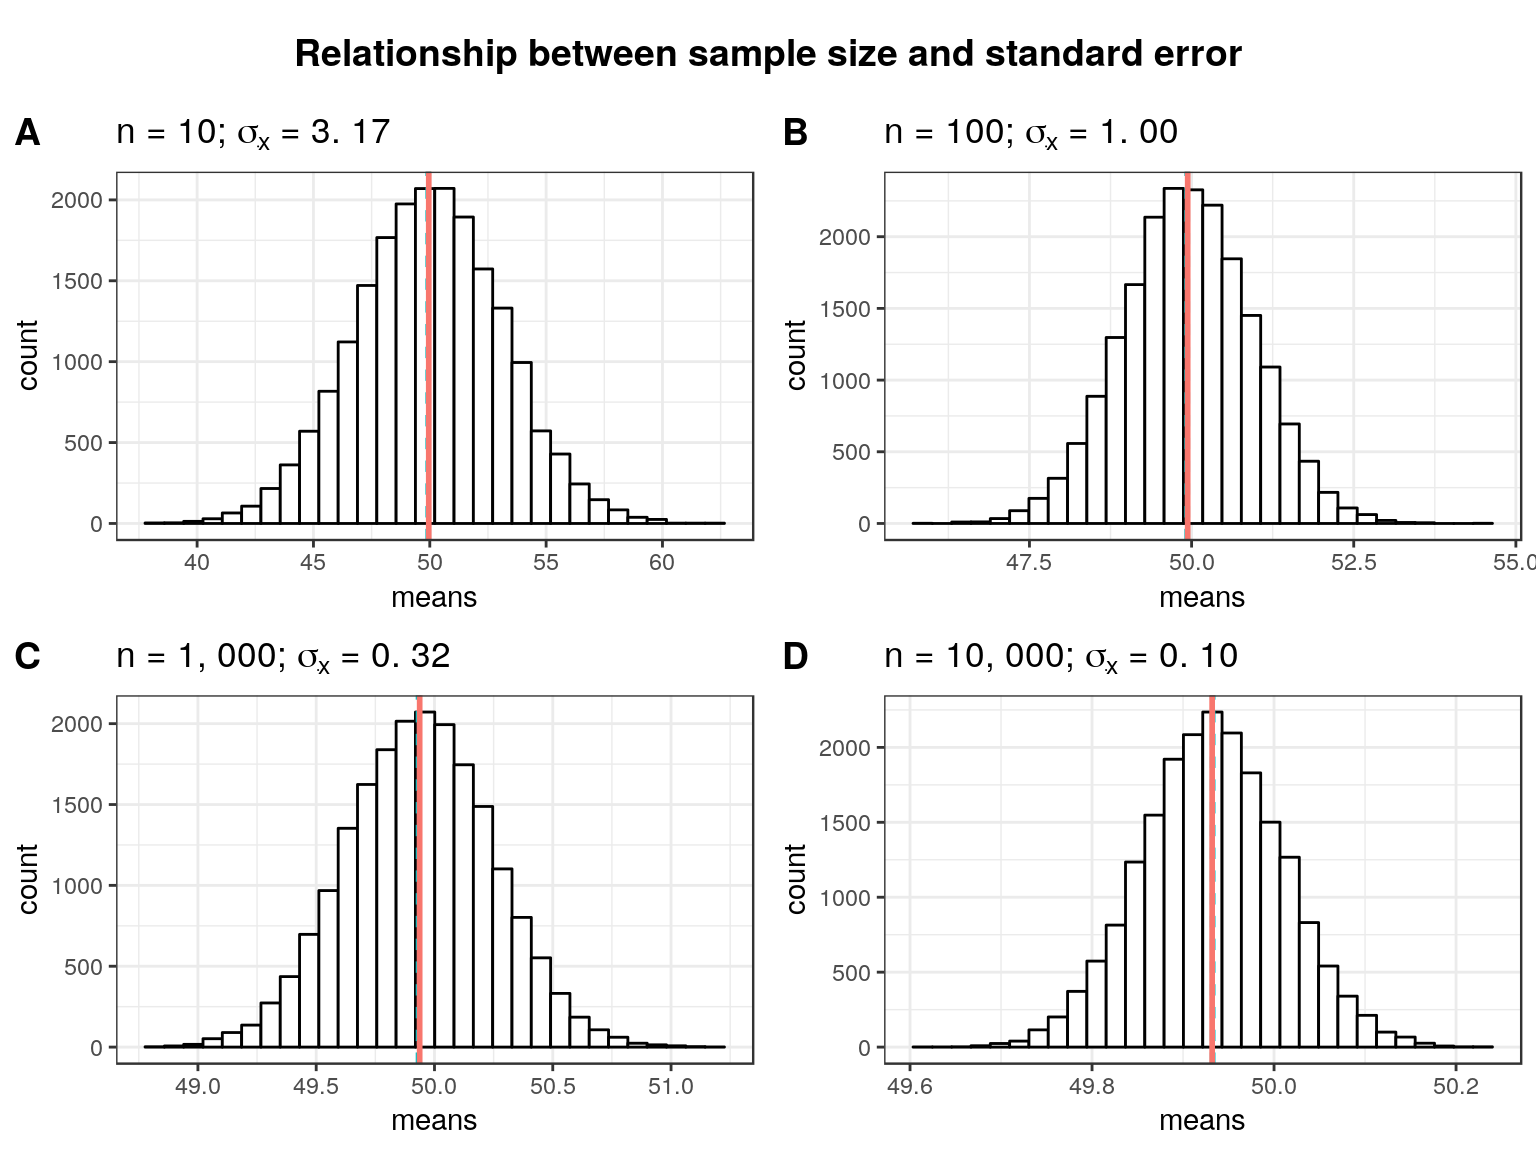 Relationship between sample size and standard error
A n = 10; σx = 3. 17
2000
1500
1000
500
0
count
40 45 50 55 60
means
B n = 100; σx = 1. 00
2000
1500
1000
500
0
count
47.5 50.0 52.5 55.0
means
C n = 1, 000; σx = 0. 32
2000
1500
1000
500
0
count
49.0 49.5 50.0 50.5 51.0
means
D n = 10, 000; σx = 0. 10
2000
1500
1000
500
0
count
49.6 49.8 50.0 50.2
means